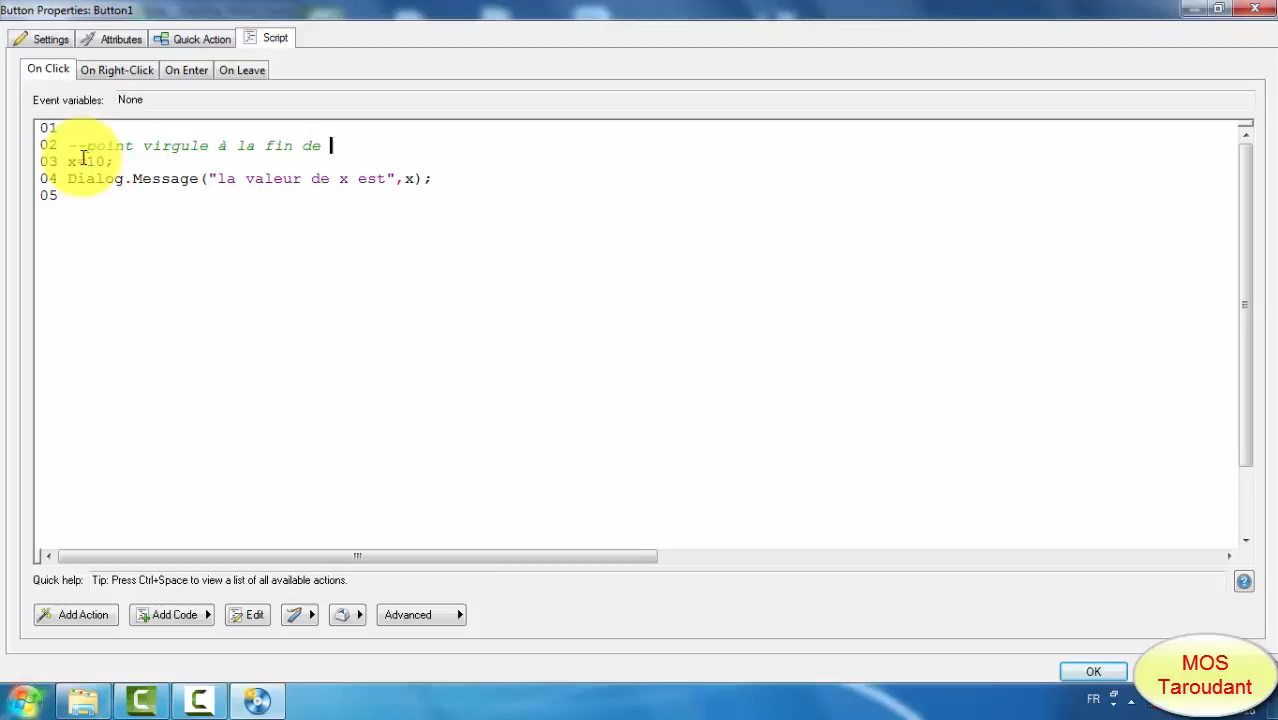 Button Properties: Button1
Settings Attributes Quick Action Script
On Click On Right-Click On Enter On Leave
Event variables: None
01
02 --point virgule à la fin de
03 x=10;
04 Dialog.Message("la valeur de x est",x);
05
Quick help: Tip: Press Ctrl+Space to view a list of all available actions.
Add Action Add Code Edit Advanced
OK
MOS
Taroudant
FR